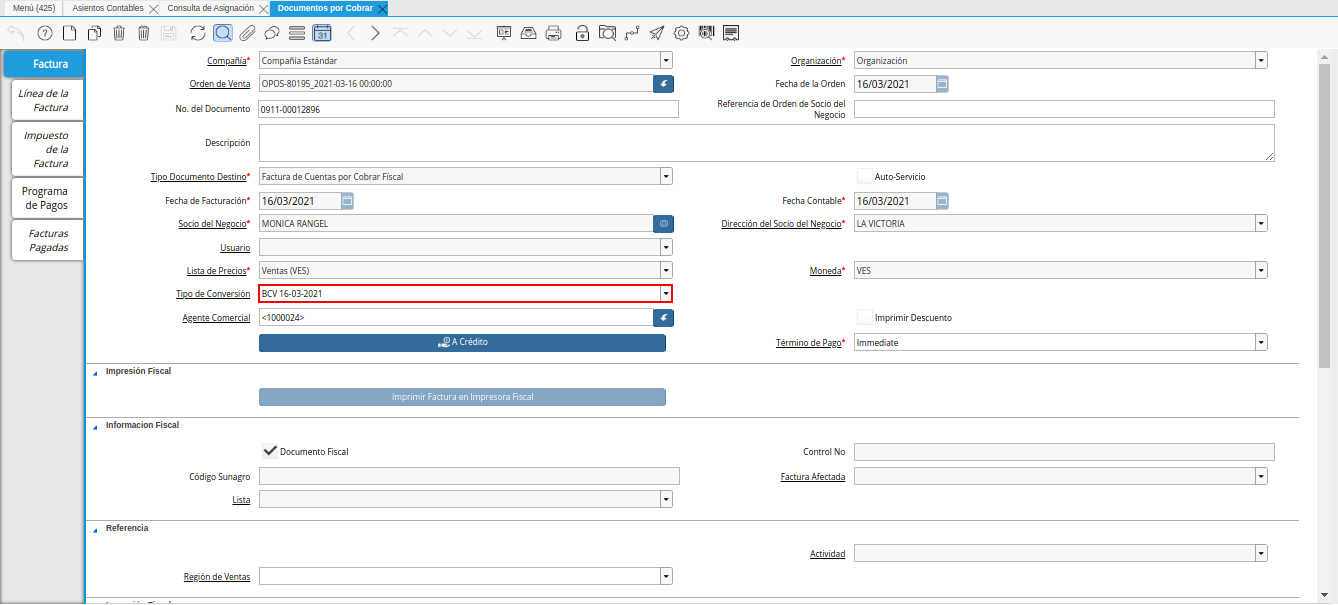 Menú (425) Asientos Contables Consulta de Asignación Documentos por Cobrar
31
Factura
Línea de la
Factura
Impuesto
de la
Factura
Programa
de Pagos
Facturas
Pagadas
Compañía* Compañía Estándar Organización* Organización
Orden de Venta OPOS-80195_2021-03-16 00:00:00 Fecha de la Orden 16/03/2021
No. del Documento 0911-00012896 Referencia de Orden de Socio del
Negocio
Descripción
Tipo Documento Destino* Factura de Cuentas por Cobrar Fiscal Auto-Servicio
Fecha de Facturación* 16/03/2021 Fecha Contable* 16/03/2021
Socio del Negocio* MONICA RANGEL Dirección del Socio del Negocio* LA VICTORIA
Usuario
Lista de Precios* Ventas (VES) Moneda* VES
Tipo de Conversión BCV 16-03-2021
Agente Comercial <1000024> Imprimir Descuento
A Crédito Término de Pago* Immediate
Impresión Fiscal
Imprimir Factura en Impresora Fiscal
Informacion Fiscal
Documento Fiscal Control No
Código Sunagro Factura Afectada
Lista
Referencia
Actividad
Región de Ventas